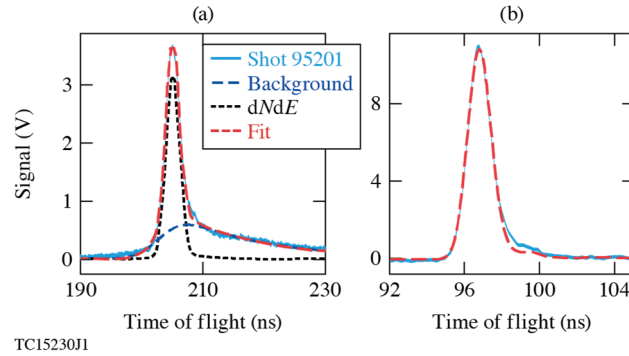 (a)
(b)
Signal (V)
3
2
1
0
190
210
230
Time of flight (ns)
Shot 95201
Background
dNdE
Fit
8
4
0
92
96
100
104
Time of flight (ns)
TC15230J1